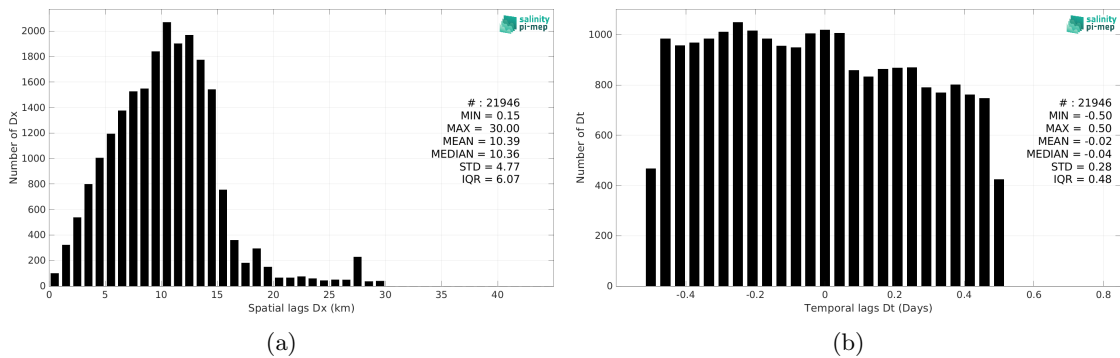 salinity
pi-mep
2000
1800
1600
1400
1200
1000
800
600
400
200
0
Number of Dx
# : 21946
MIN = 0.15
MAX = 30.00
MEAN = 10.39
MEDIAN = 10.36
STD = 4.77
IQR = 6.07
0 5 10 15 20 25 30 35 40
Spatial lags Dx (km)
(a)
salinity
pi-mep
1000
800
600
400
200
0
Number of Dt
# : 21946
MIN = -0.50
MAX = 0.50
MEAN = -0.02
MEDIAN = -0.04
STD = 0.28
IQR = 0.48
-0.4 -0.2 0 0.2 0.4 0.6 0.8
Temporal lags Dt (Days)
(b)